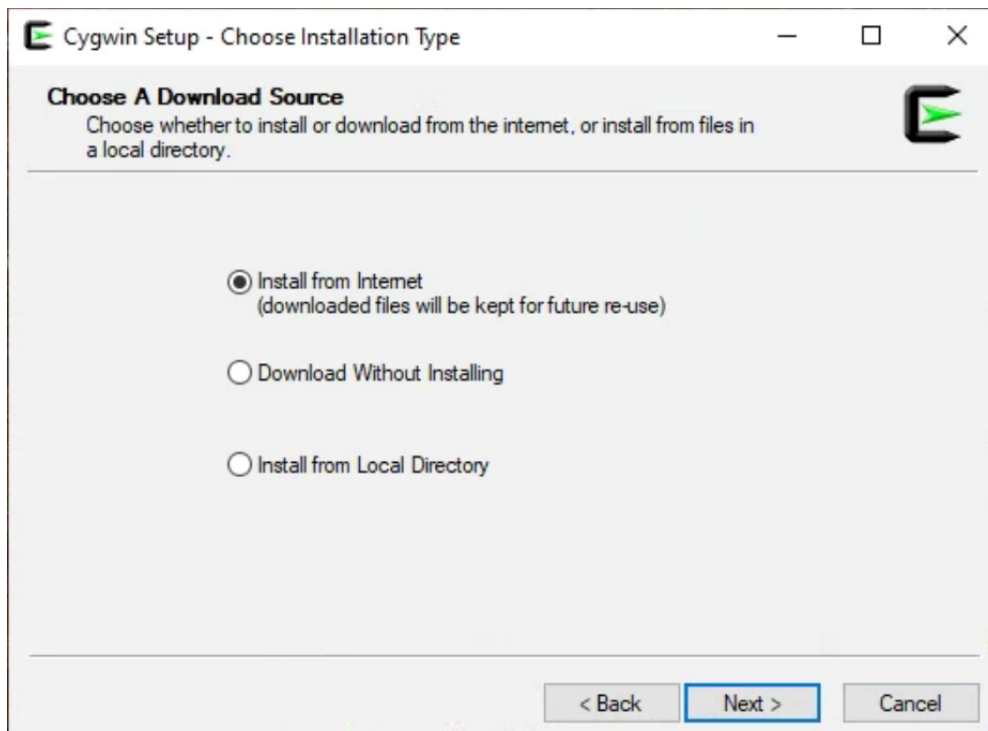 Cygwin Setup - Choose Installation Type
Choose A Download Source
Choose whether to install or download from the internet, or install from files in
a local directory.
Install from Internet
(downloaded files will be kept for future re-use)
Download Without Installing
Install from Local Directory
< Back Next > Cancel